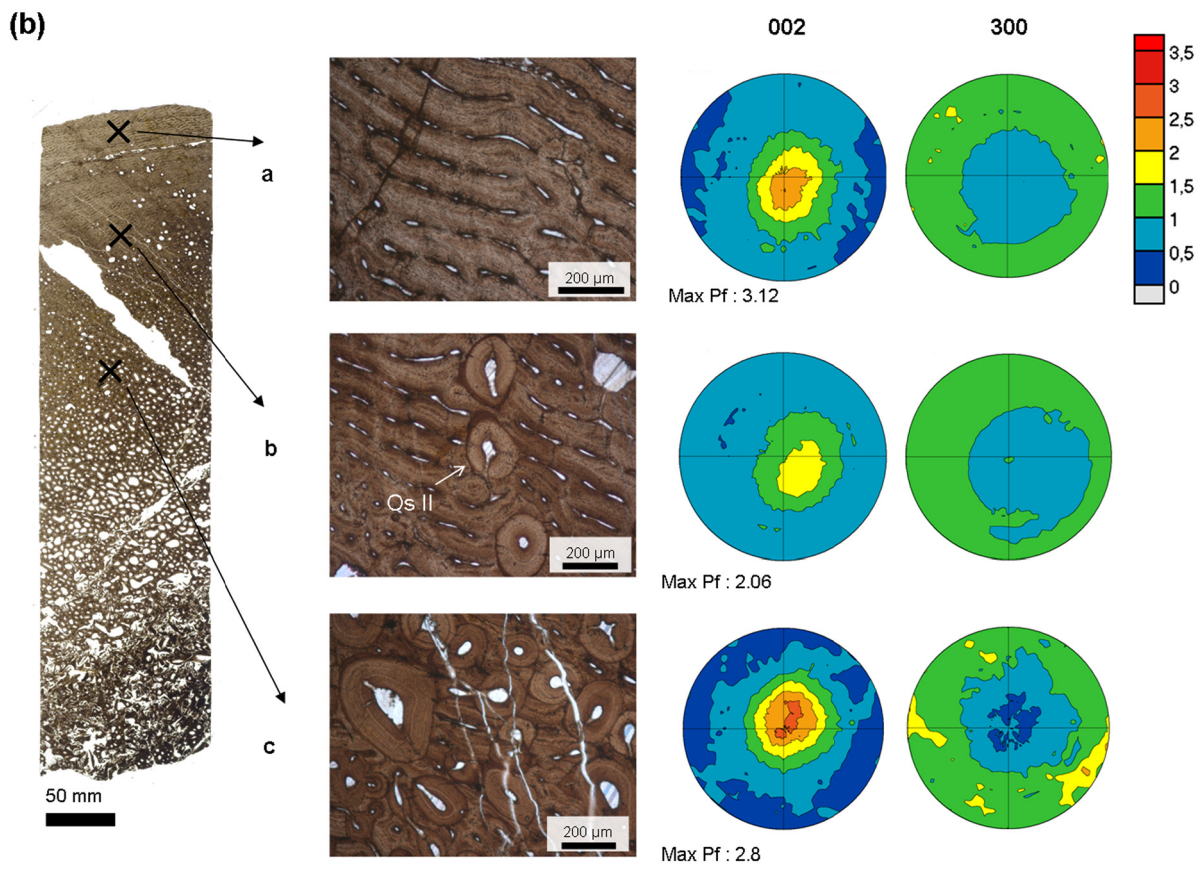 (b)
002
300
3,5
3
2,5
2
1,5
1
0,5
0
a
200 µm
Max Pf : 3.12
b
Qs II
200 µm
Max Pf : 2.06
c
200 µm
Max Pf : 2.8
50 mm